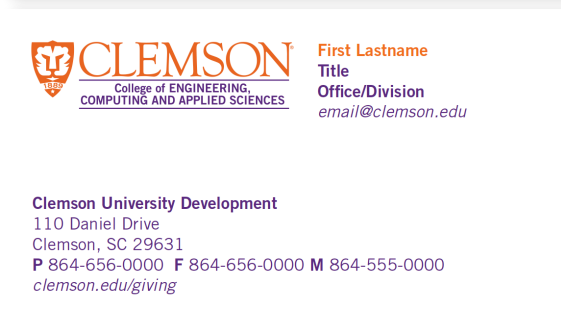 CLEMSON
College of ENGINEERING,
COMPUTING AND APPLIED SCIENCES
1889
First Lastname
Title
Office/Division
email@clemson.edu
Clemson University Development
110 Daniel Drive
Clemson, SC 29631
P 864-656-0000 F 864-656-0000 M 864-555-0000
clemson.edu/giving